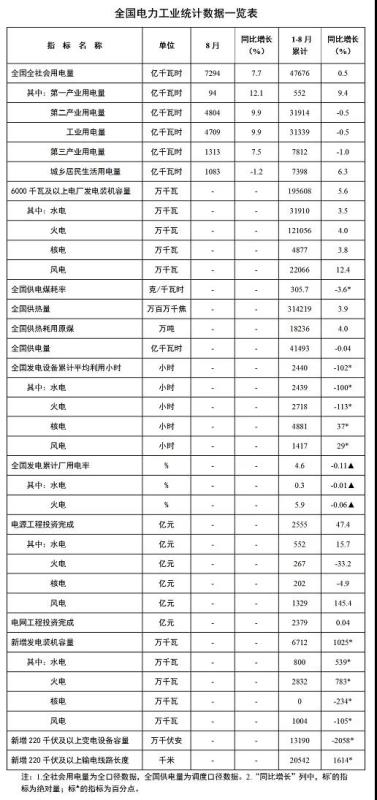 全国电力工业统计数据一览表
指 标 名 称 单位 8月 同比增长（%） 1-8月累计 同比增长（%）
全国全社会用电量 亿千瓦时 7294 7.7 47676 0.5
其中：第一产业用电量 亿千瓦时 94 12.1 552 9.4
第二产业用电量 亿千瓦时 4804 9.9 31914 -0.5
工业用电量 亿千瓦时 4709 9.9 31339 -0.5
第三产业用电量 亿千瓦时 1313 7.5 7812 -1.0
城乡居民生活用电量 亿千瓦时 1083 -1.2 7398 6.3
6000千瓦及以上电厂发电装机容量 万千瓦 - - 195608 5.6
其中：水电 万千瓦 - - 31910 3.5
火电 万千瓦 - - 121056 4.0
核电 万千瓦 - - 4877 3.8
风电 万千瓦 - - 22066 12.4
全国供电煤耗率 克/千瓦时 - - 305.7 -3.6*
全国供热量 万百万千焦 - - 314219 3.9
全国供热耗用原煤 万吨 - - 18236 4.0
全国供电量 亿千瓦时 - - 41493 -0.04
全国发电设备累计平均利用小时 小时 - - 2440 -102*
其中：水电 小时 - - 2439 -100*
火电 小时 - - 2718 -113*
核电 小时 - - 4881 37*
风电 小时 - - 1417 29*
全国发电累计厂用电率 % - - 4.6 -0.11▲
其中：水电 % - - 0.3 -0.01▲
火电 % - - 5.9 -0.06▲
电源工程投资完成 亿元 - - 2555 47.4
其中：水电 亿元 - - 552 15.7
火电 亿元 - - 267 -33.2
核电 亿元 - - 202 -4.9
风电 亿元 - - 1329 145.4
电网工程投资完成 亿元 - - 2379 0.04
新增发电装机容量 万千瓦 - - 6712 1025*
其中：水电 万千瓦 - - 800 539*
火电 万千瓦 - - 2832 783*
核电 万千瓦 - - 0 -234*
风电 万千瓦 - - 1004 -105*
新增220千伏及以上变电设备容量 万千伏安 - - 13190 -2058*
新增220千伏及以上输电线路长度 千米 - - 20542 1614*
注：1.全社会用电量为全口径数据，全国供电量为调度口径数据。2.“同比增长”列中，标*的指
标为绝对量；标▲的指标为百分点。